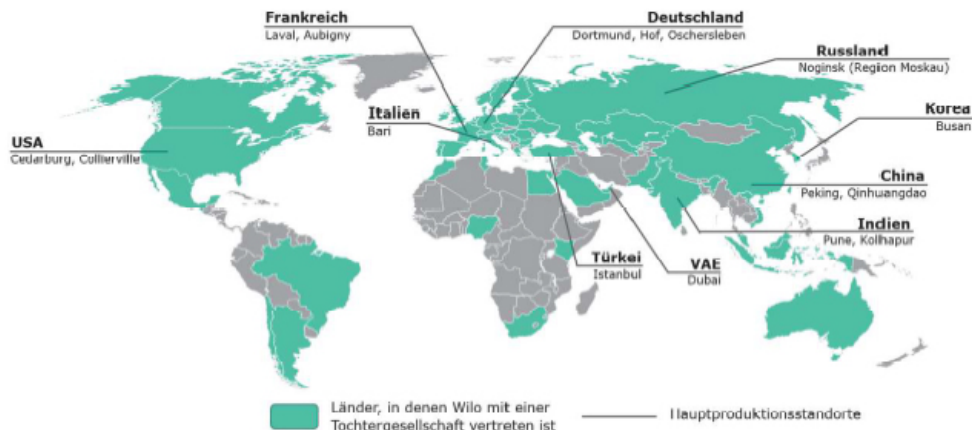 Frankreich
Laval, Aubigny
Deutschland
Dortmund, Hof, Oschersleben
Russland
Noginsk (Region Moskau)
Italien
Bari
Korea
Busan
USA
Cedarburg, Collierville
China
Peking, Qinhuangdao
Indien
Pune, Kollhapur
Türkei
Istanbul
VAE
Dubai
Länder, in denen Wilo mit einer
Tochtergesellschaft vertreten ist
Hauptproduktionsstandorte